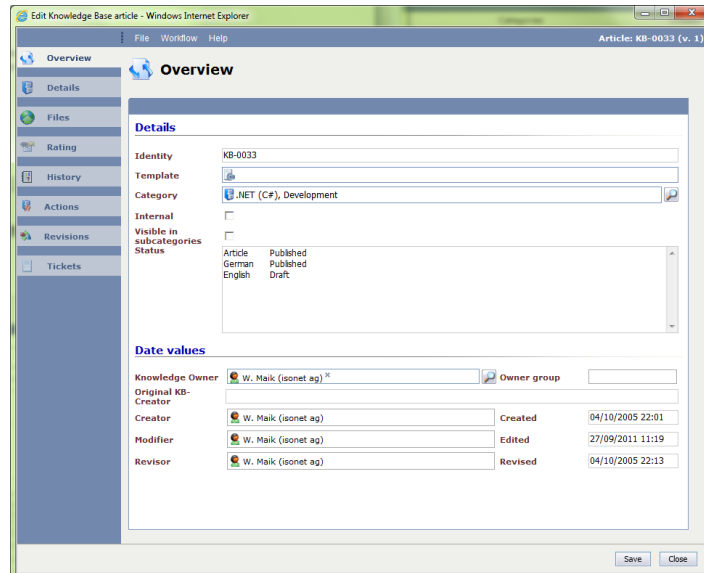 Edit Knowledge Base article - Windows Internet Explorer
Categories
File Workflow Help Article: KB-0033 (v. 1)
Overview
Details
Files
Rating
History
Actions
Revisions
Tickets
Overview
Details
Identity KB-0033
Template
Category .NET (C#), Development
Internal
Visible in
subcategories
Status
Article Published
German Published
English Draft
Date values
Knowledge Owner W. Maik (isonet ag) x Owner group
Original KB-
Creator
Creator W. Maik (isonet ag) Created 04/10/2005 22:01
Modifier W. Maik (isonet ag) Edited 27/09/2011 11:19
Revisor W. Maik (isonet ag) Revised 04/10/2005 22:13
Save Close